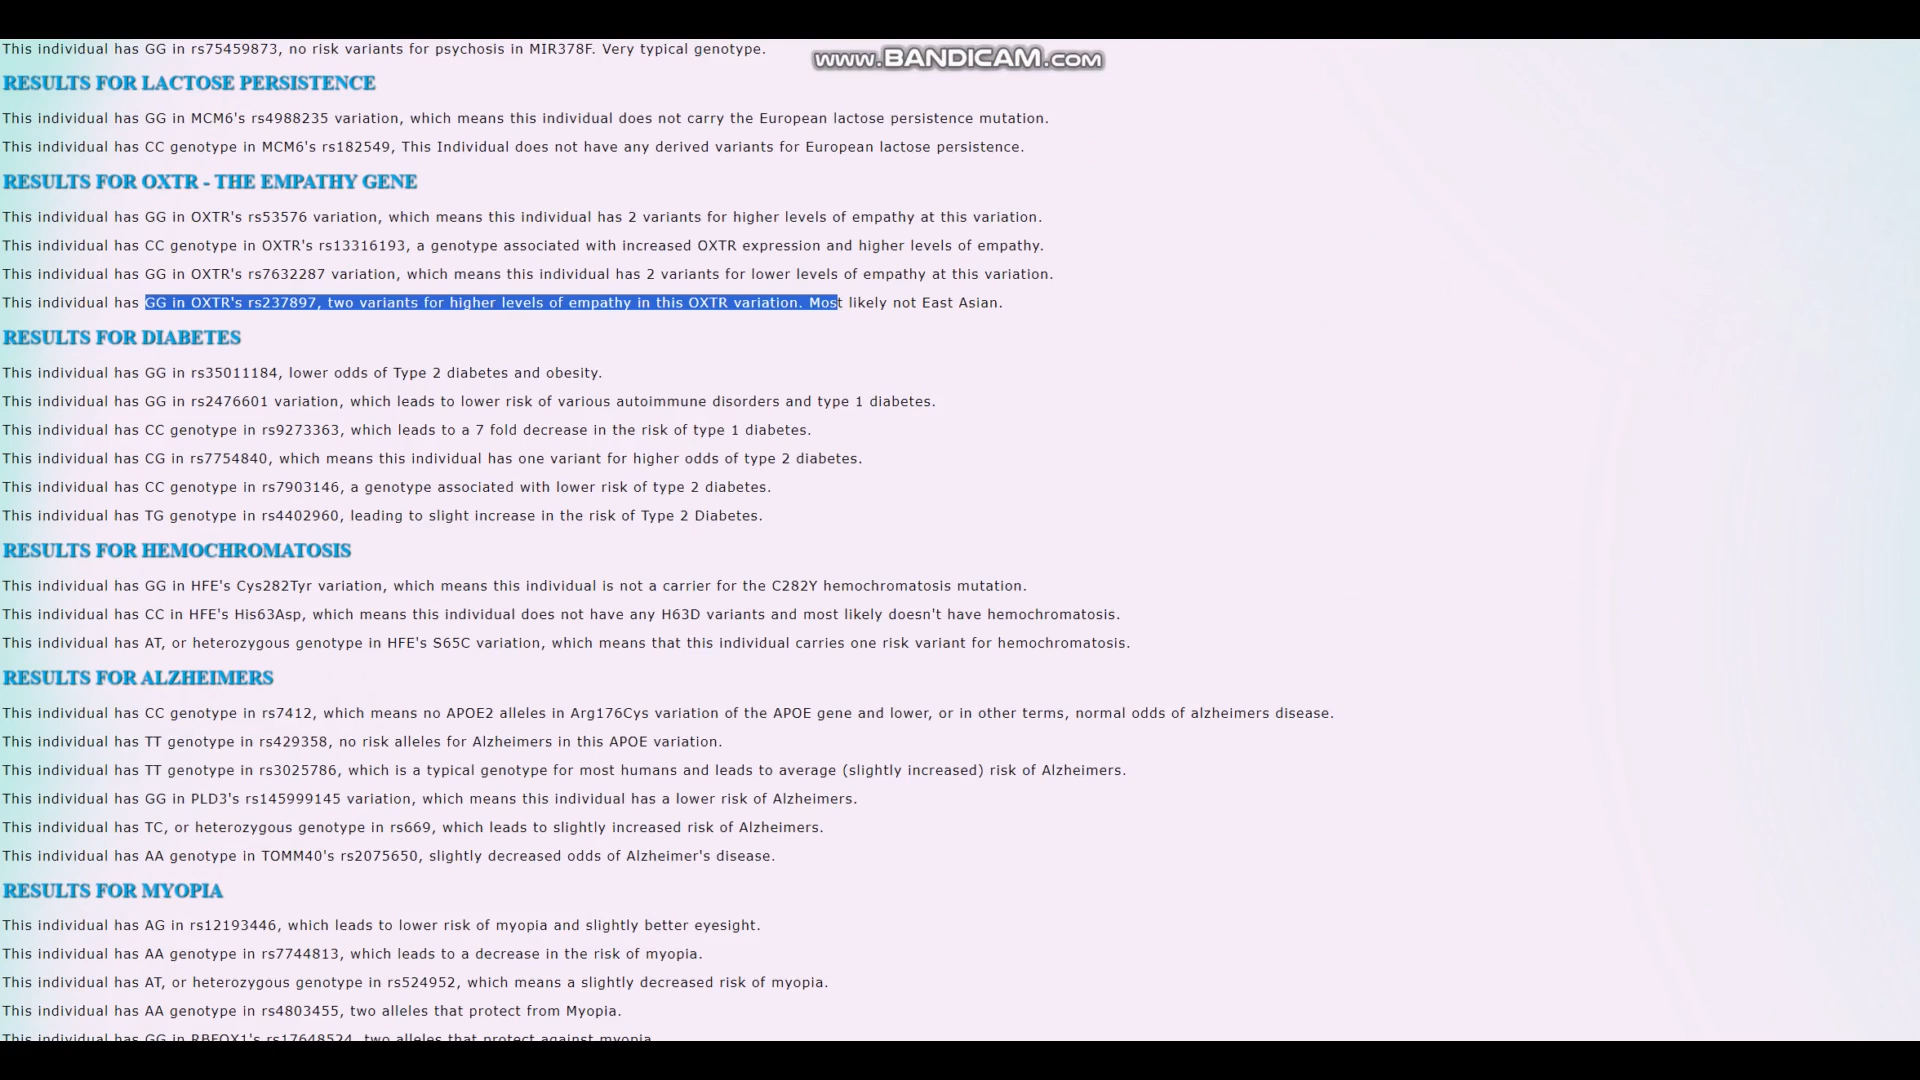 This individual has GG in rs75459873, no risk variants for psychosis in MIR378F. Very typical genotype.
www.BANDICAM.com
RESULTS FOR LACTOSE PERSISTENCE
This individual has GG in MCM6's rs4988235 variation, which means this individual does not carry the European lactose persistence mutation.
This individual has CC genotype in MCM6's rs182549, This Individual does not have any derived variants for European lactose persistence.
RESULTS FOR OXTR - THE EMPATHY GENE
This individual has GG in OXTR's rs53576 variation, which means this individual has 2 variants for higher levels of empathy at this variation.
This individual has CC genotype in OXTR's rs13316193, a genotype associated with increased OXTR expression and higher levels of empathy.
This individual has GG in OXTR's rs7632287 variation, which means this individual has 2 variants for lower levels of empathy at this variation.
This individual has GG in OXTR's rs237897, two variants for higher levels of empathy in this OXTR variation. Most likely not East Asian.
RESULTS FOR DIABETES
This individual has GG in rs35011184, lower odds of Type 2 diabetes and obesity.
This individual has GG in rs2476601 variation, which leads to lower risk of various autoimmune disorders and type 1 diabetes.
This individual has CC genotype in rs9273363, which leads to a 7 fold decrease in the risk of type 1 diabetes.
This individual has CG in rs7754840, which means this individual has one variant for higher odds of type 2 diabetes.
This individual has CC genotype in rs7903146, a genotype associated with lower risk of type 2 diabetes.
This individual has TG genotype in rs4402960, leading to slight increase in the risk of Type 2 Diabetes.
RESULTS FOR HEMOCHROMATOSIS
This individual has GG in HFE's Cys282Tyr variation, which means this individual is not a carrier for the C282Y hemochromatosis mutation.
This individual has CC in HFE's His63Asp, which means this individual does not have any H63D variants and most likely doesn't have hemochromatosis.
This individual has AT, or heterozygous genotype in HFE's S65C variation, which means that this individual carries one risk variant for hemochromatosis.
RESULTS FOR ALZHEIMERS
This individual has CC genotype in rs7412, which means no APOE2 alleles in Arg176Cys variation of the APOE gene and lower, or in other terms, normal odds of alzheimers disease.
This individual has TT genotype in rs429358, no risk alleles for Alzheimers in this APOE variation.
This individual has TT genotype in rs3025786, which is a typical genotype for most humans and leads to average (slightly increased) risk of Alzheimers.
This individual has GG in PLD3's rs145999145 variation, which means this individual has a lower risk of Alzheimers.
This individual has TC, or heterozygous genotype in rs669, which leads to slightly increased risk of Alzheimers.
This individual has AA genotype in TOMM40's rs2075650, slightly decreased odds of Alzheimer's disease.
RESULTS FOR MYOPIA
This individual has AG in rs12193446, which leads to lower risk of myopia and slightly better eyesight.
This individual has AA genotype in rs7744813, which leads to a decrease in the risk of myopia.
This individual has AT, or heterozygous genotype in rs524952, which means a slightly decreased risk of myopia.
This individual has AA genotype in rs4803455, two alleles that protect from Myopia.
This individual has GG in RBFOX1's rs17648524, two alleles that protect against myopia.